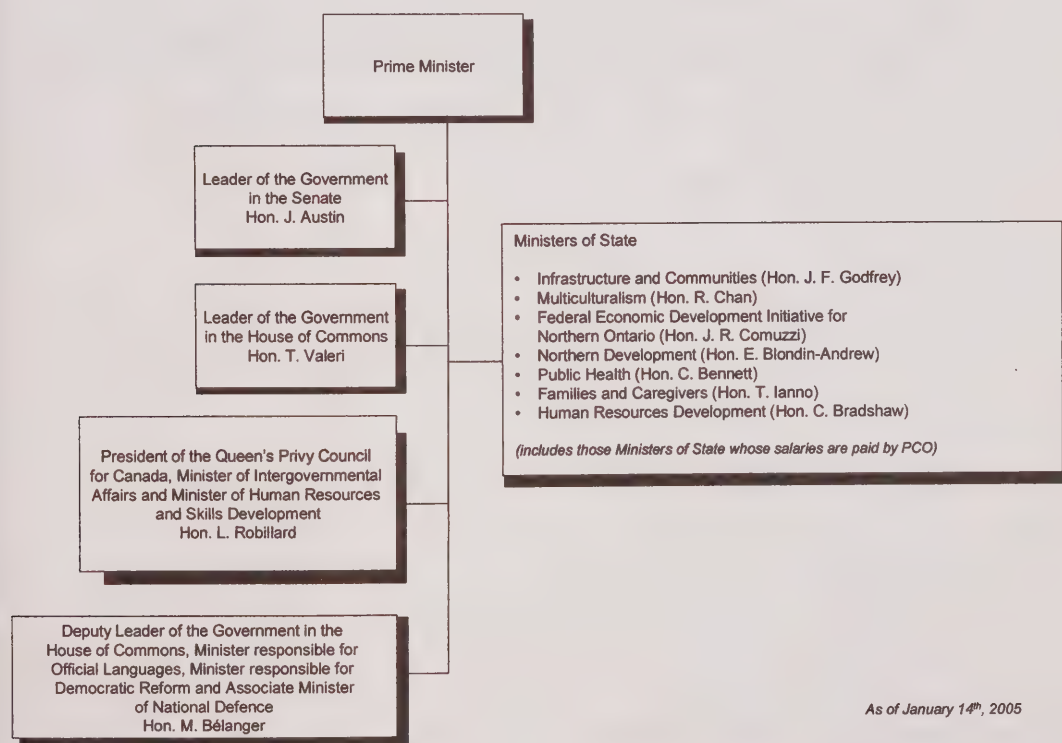 Prime Minister
Leader of the Government
in the Senate
Hon. J. Austin
Leader of the Government
in the House of Commons
Hon. T. Valeri
President of the Queen's Privy Council
for Canada, Minister of Intergovernmental
Affairs and Minister of Human Resources
and Skills Development
Hon. L. Robillard
Deputy Leader of the Government in the
House of Commons, Minister responsible for
Official Languages, Minister responsible for
Democratic Reform and Associate Minister
of National Defence
Hon. M. Bélanger
Ministers of State
• Infrastructure and Communities (Hon. J. F. Godfrey)
• Multiculturalism (Hon. R. Chan)
• Federal Economic Development Initiative for
Northern Ontario (Hon. J. R. Comuzzi)
• Northern Development (Hon. E. Blondin-Andrew)
• Public Health (Hon. C. Bennett)
• Families and Caregivers (Hon. T. Ianno)
• Human Resources Development (Hon. C. Bradshaw)
(includes those Ministers of State whose salaries are paid by PCO)
As of January 14th, 2005